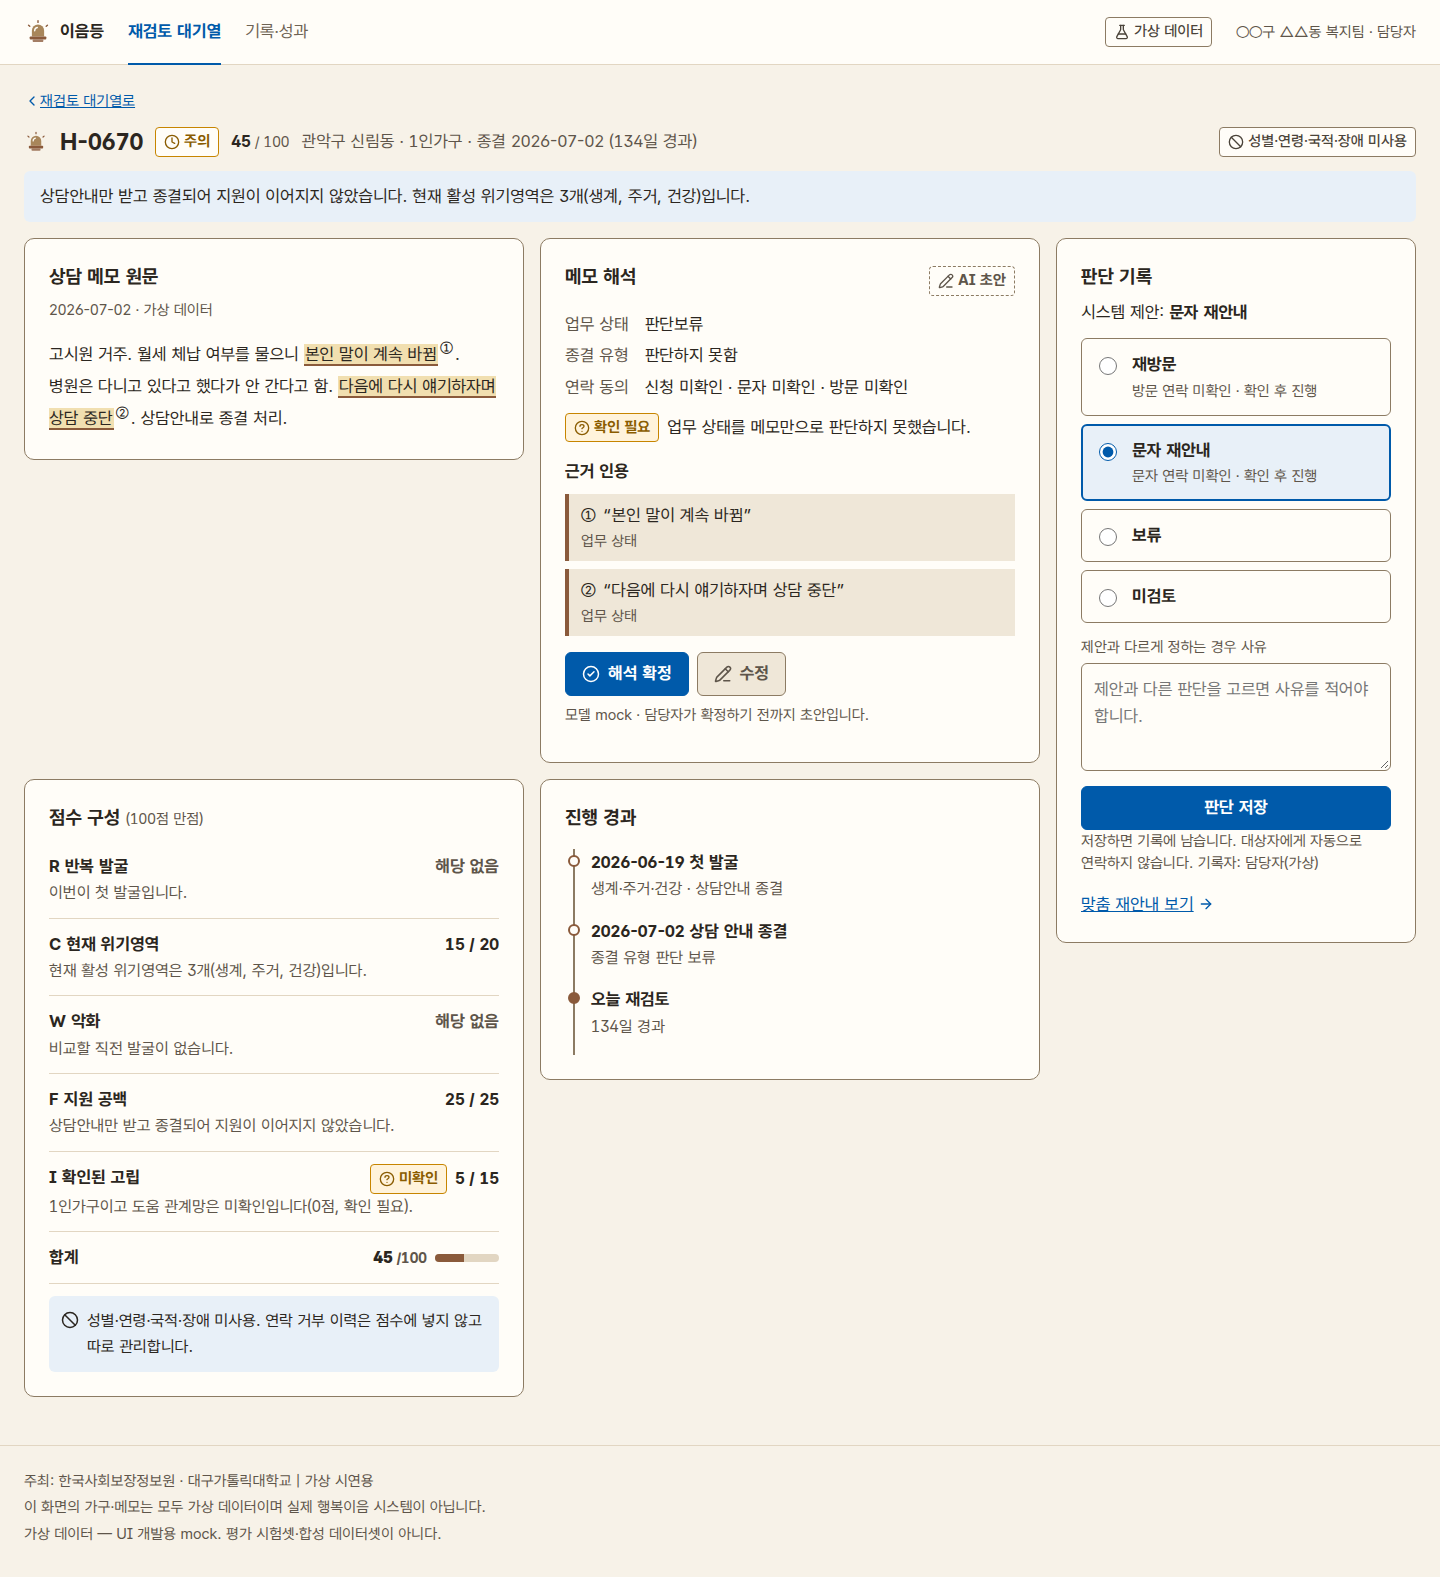 이음등
재검토 대기열
기록·성과
가상 데이터
○○구 △△동 복지팀 · 담당자
재검토 대기열로
H-0670
주의
45 / 100
관악구 신림동 · 1인가구 · 종결 2026-07-02 (134일 경과)
성별·연령·국적·장애 미사용
상담안내만 받고 종결되어 지원이 이어지지 않았습니다. 현재 활성 위기영역은 3개(생계, 주거, 건강)입니다.
상담 메모 원문
2026-07-02 · 가상 데이터
고시원 거주. 월세 체납 여부를 물으니 본인 말이 계속 바뀜①.
병원은 다니고 있다고 했다가 안 간다고 함. 다음에 다시 얘기하자며
상담 중단②. 상담안내로 종결 처리.
메모 해석
AI 초안
업무 상태 판단보류
종결 유형 판단하지 못함
연락 동의 신청 미확인 · 문자 미확인 · 방문 미확인
확인 필요 업무 상태를 메모만으로 판단하지 못했습니다.
근거 인용
① “본인 말이 계속 바뀜”
업무 상태
② “다음에 다시 얘기하자며 상담 중단”
업무 상태
해석 확정
수정
모델 mock · 담당자가 확정하기 전까지 초안입니다.
판단 기록
시스템 제안: 문자 재안내
재방문
방문 연락 미확인 · 확인 후 진행
문자 재안내
문자 연락 미확인 · 확인 후 진행
보류
미검토
제안과 다르게 정하는 경우 사유
제안과 다른 판단을 고르면 사유를 적어야
합니다.
판단 저장
저장하면 기록에 남습니다. 대상자에게 자동으로
연락하지 않습니다. 기록자: 담당자(가상)
맞춤 재안내 보기
점수 구성 (100점 만점)
R 반복 발굴 해당 없음
이번이 첫 발굴입니다.
C 현재 위기영역 15 / 20
현재 활성 위기영역은 3개(생계, 주거, 건강)입니다.
W 악화 해당 없음
비교할 직전 발굴이 없습니다.
F 지원 공백 25 / 25
상담안내만 받고 종결되어 지원이 이어지지 않았습니다.
I 확인된 고립 미확인 5 / 15
1인가구이고 도움 관계망은 미확인입니다(0점, 확인 필요).
합계 45 /100
성별·연령·국적·장애 미사용. 연락 거부 이력은 점수에 넣지 않고
따로 관리합니다.
진행 경과
2026-06-19 첫 발굴
생계·주거·건강 · 상담안내 종결
2026-07-02 상담 안내 종결
종결 유형 판단 보류
오늘 재검토
134일 경과
주최: 한국사회보장정보원 · 대구가톨릭대학교 | 가상 시연용
이 화면의 가구·메모는 모두 가상 데이터이며 실제 행복이음 시스템이 아닙니다.
가상 데이터 — UI 개발용 mock. 평가 시험셋·합성 데이터셋이 아니다.